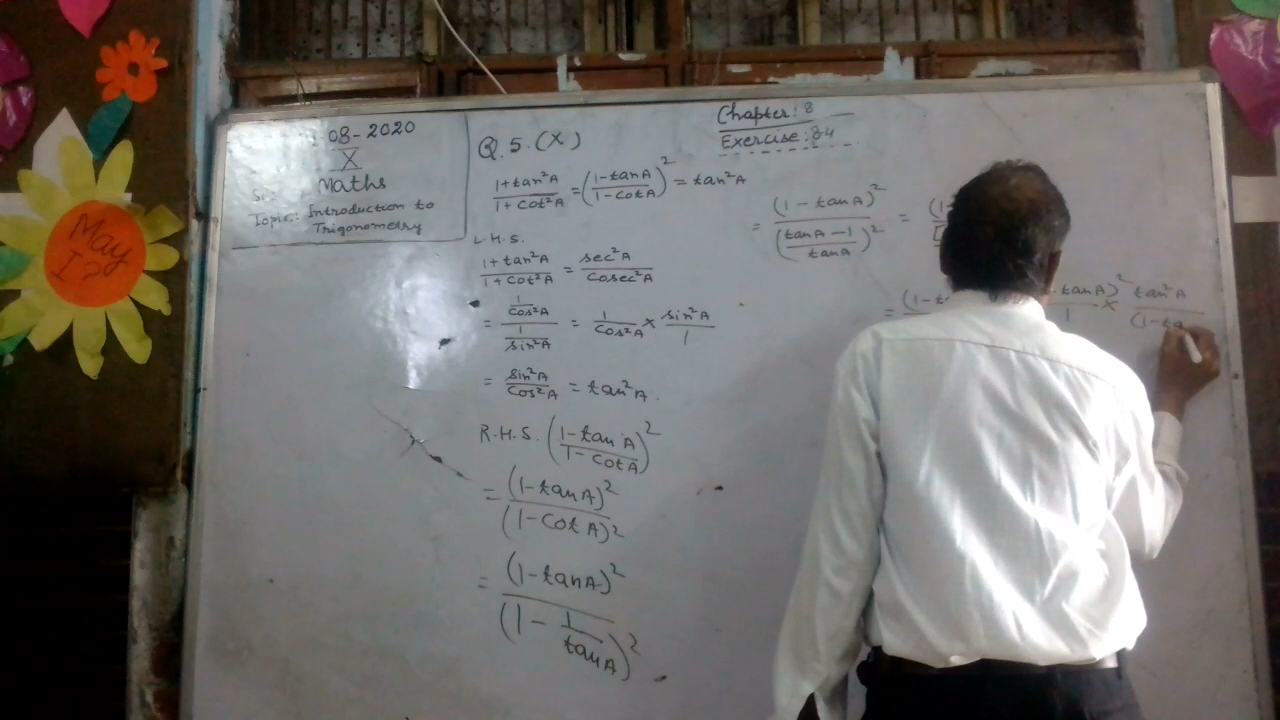 May I?
08-2020
X
Maths
Topic: Introduction to
Trigonometry
Q.5.(X)
Chapter: 8
Exercise: 8.4
(1+tan²A)/(1+cot²A) = ((1-tanA)/(1-cotA))² = tan²A
L.H.S.
(1+tan²A)/(1+cot²A) = sec²A/cosec²A
= (1/cos²A)/(1/sin²A) = 1/cos²A × sin²A/1
= sin²A/cos²A = tan²A.
R.H.S. ((1-tanA)/(1-cotA))²
= (1-tanA)²/(1-cotA)²
= (1-tanA)²/(1-1/tanA)²
= (1-tanA)²/((tanA-1)/tanA)² =
= tanA)²/1 × tan²A/(1-ta